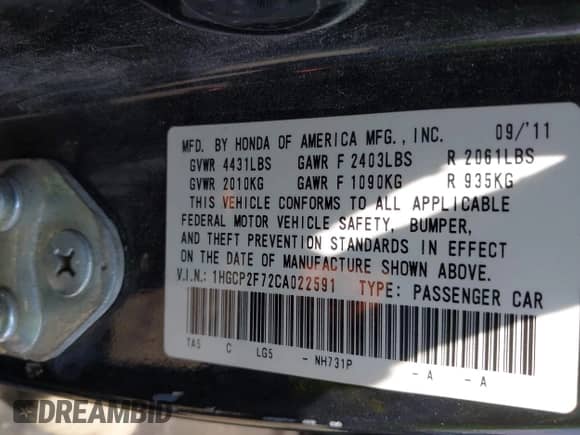 MFD. BY HONDA OF AMERICA MFG., INC. 09/'11
GVWR 4431LBS GAWR F 2403LBS R 2061LBS
GVWR 2010KG GAWR F 1090KG R 935KG
THIS VEHICLE CONFORMS TO ALL APPLICABLE
FEDERAL MOTOR VEHICLE SAFETY, BUMPER,
AND THEFT PREVENTION STANDARDS IN EFFECT
ON THE DATE OF MANUFACTURE SHOWN ABOVE.
V.I.N.: 1HGCP2F72CA022591 TYPE: PASSENGER CAR
TA5 C LG5 - NH731P - A - A
DREAMBID